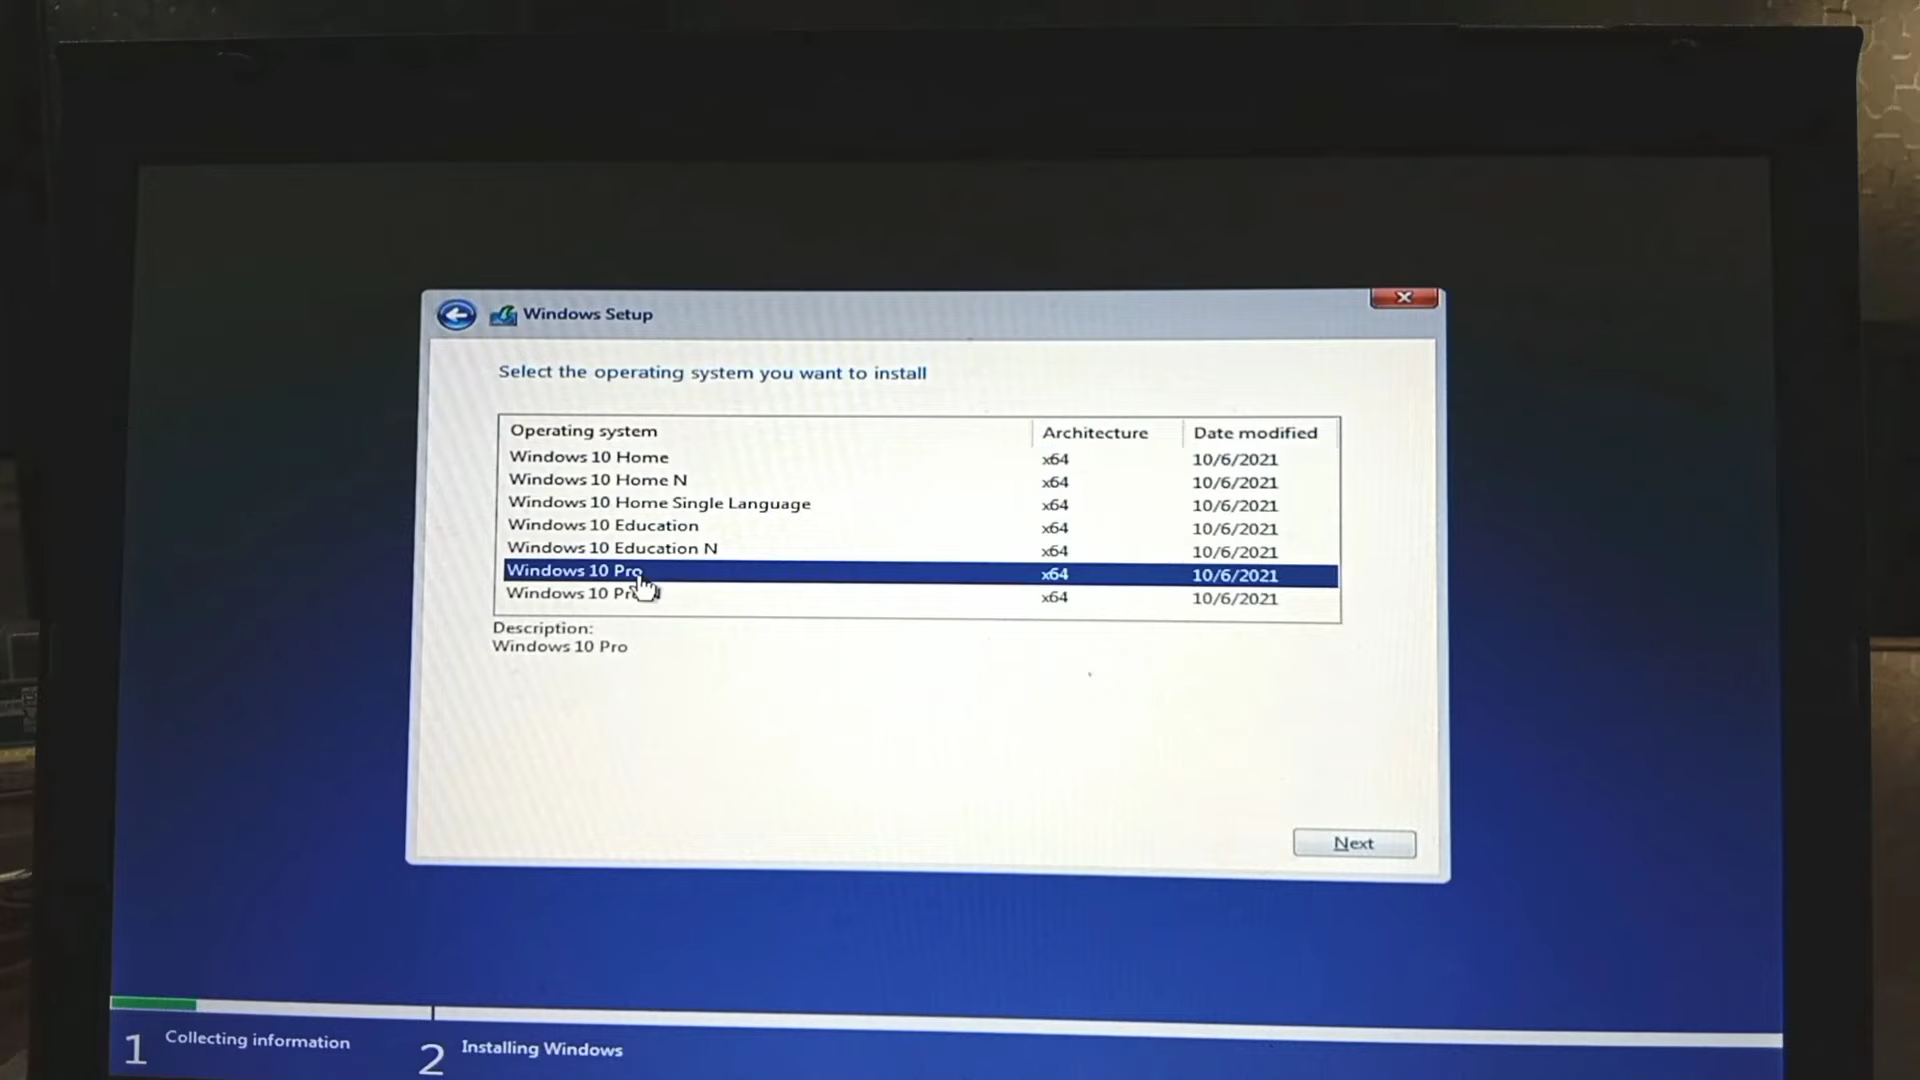 Windows Setup
Select the operating system you want to install
Operating system Architecture Date modified
Windows 10 Home x64 10/6/2021
Windows 10 Home N x64 10/6/2021
Windows 10 Home Single Language x64 10/6/2021
Windows 10 Education x64 10/6/2021
Windows 10 Education N x64 10/6/2021
Windows 10 Pro x64 10/6/2021
Windows 10 x64 10/6/2021
Description:
Windows 10 Pro
Next
1 Collecting information 2 Installing Windows